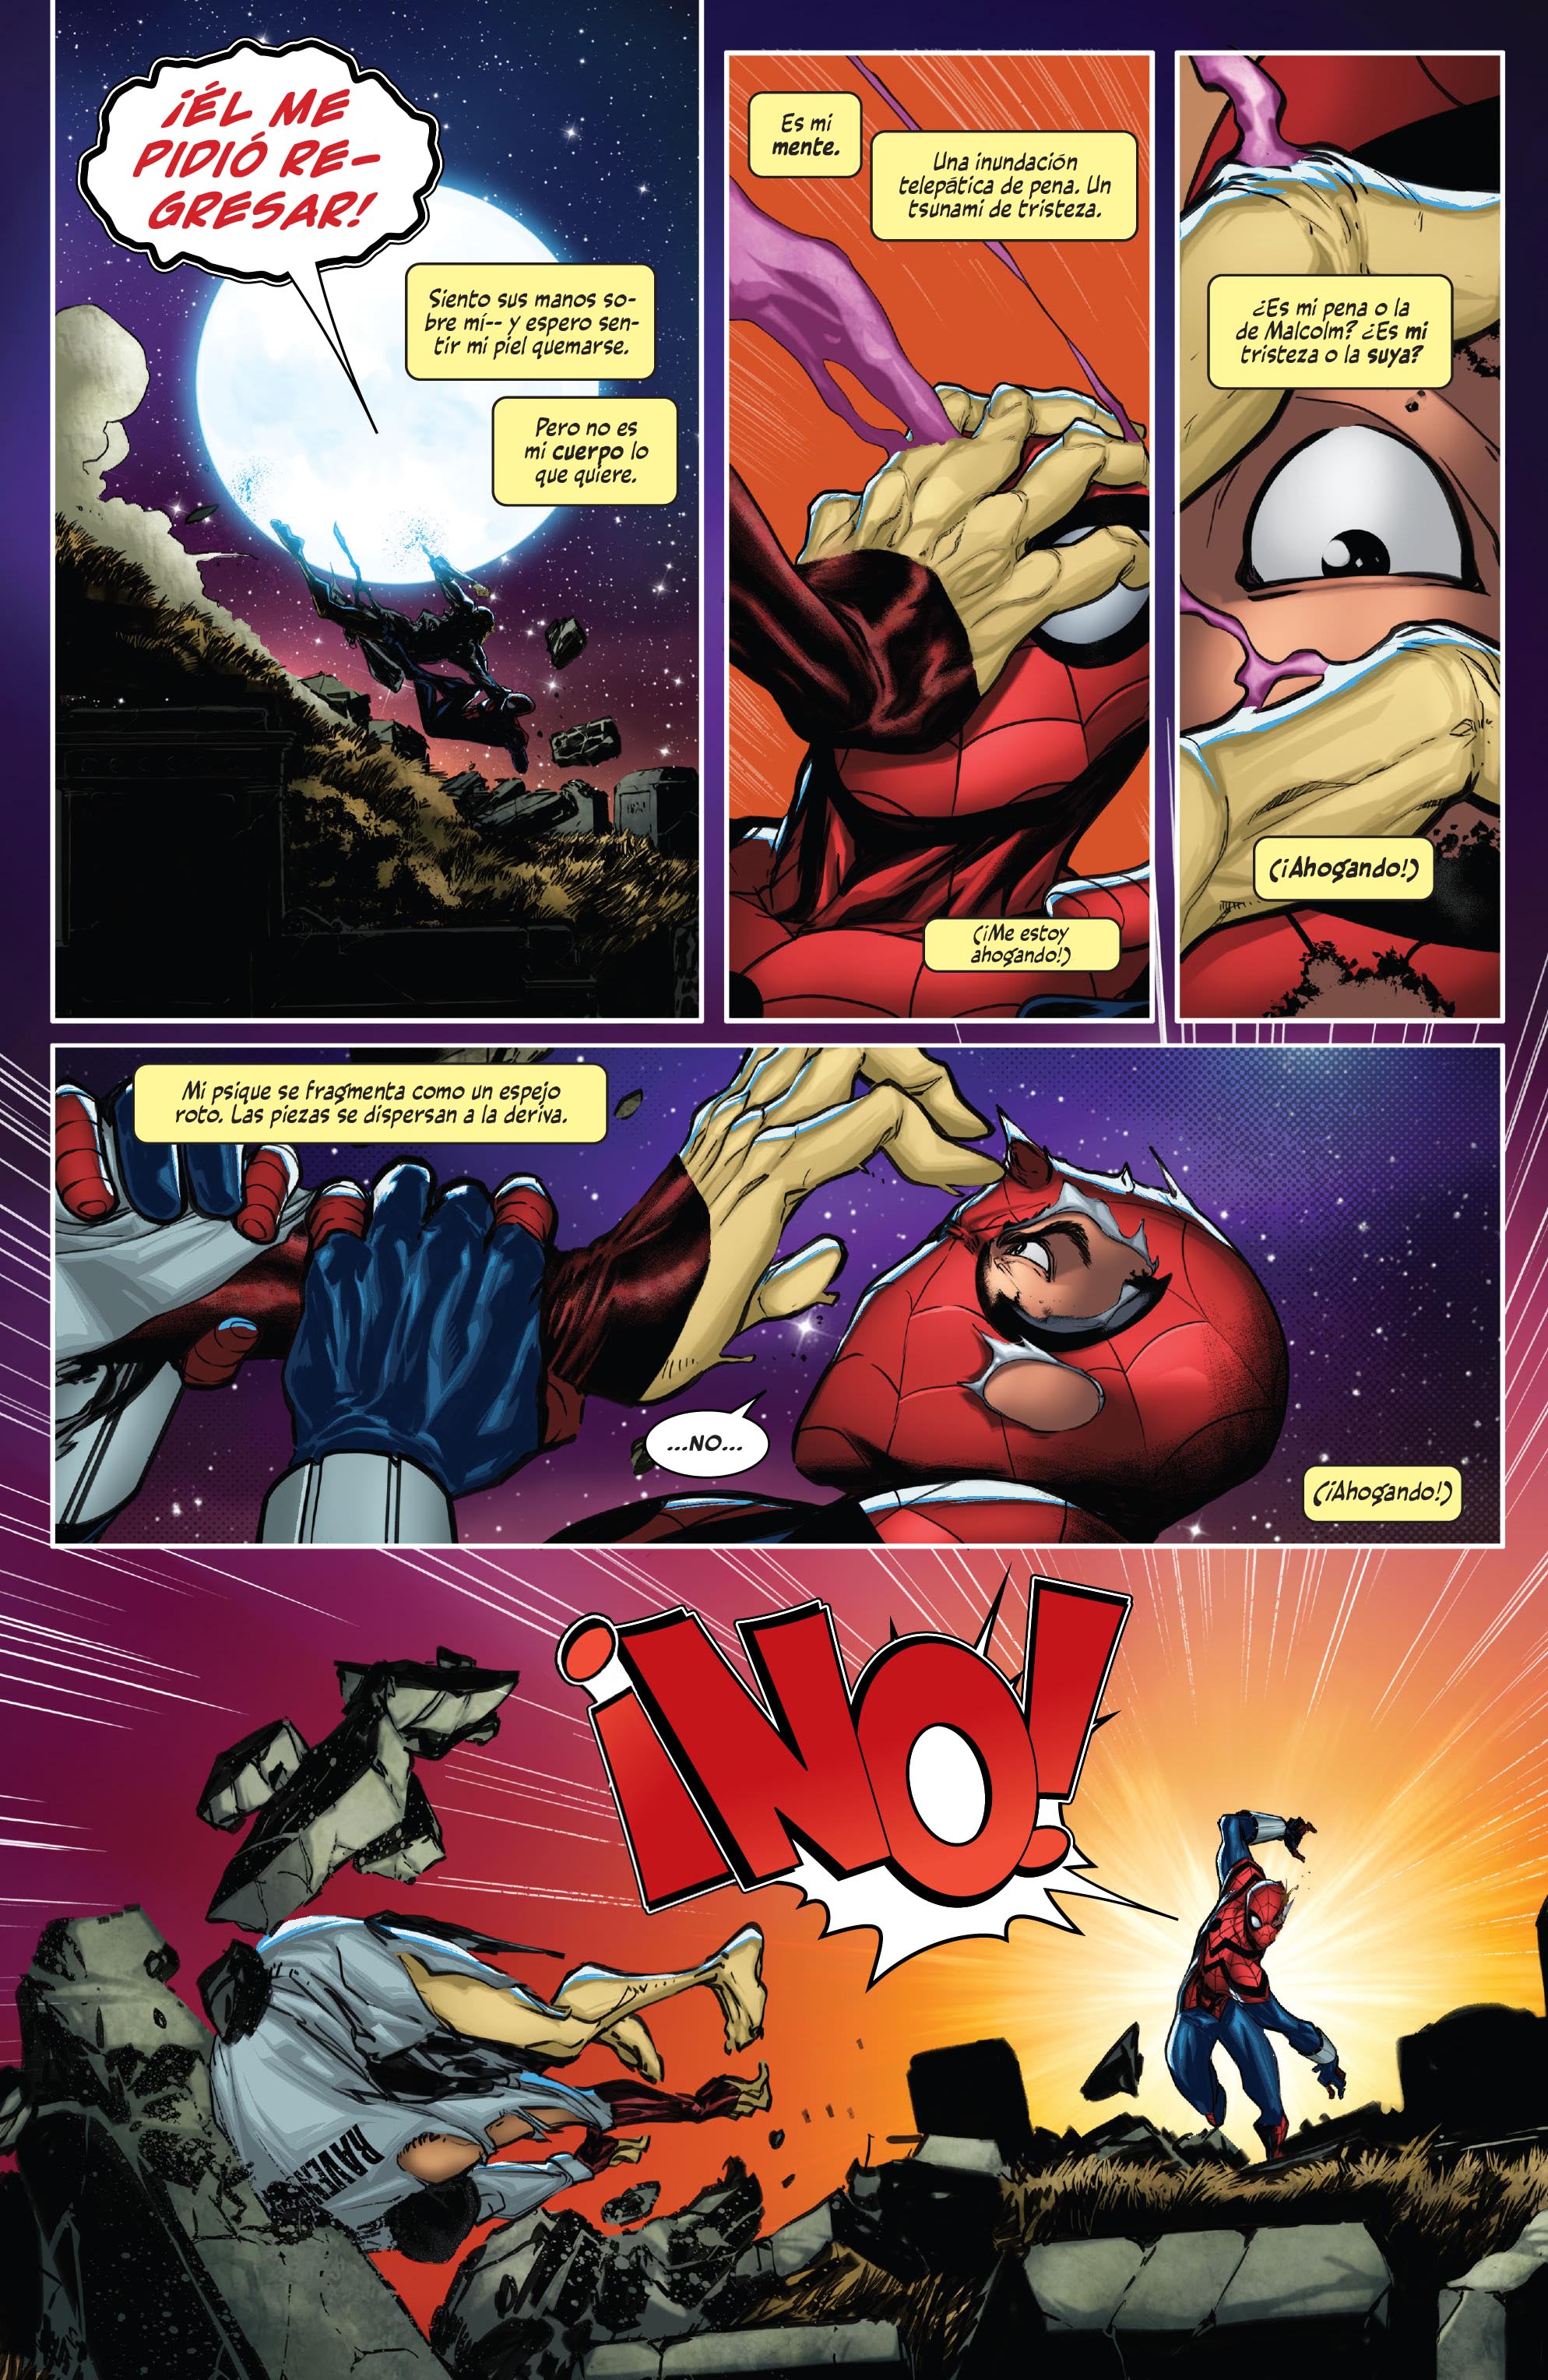 ¡ÉL ME
PIDIÓ RE-
GRESAR!
Siento sus manos so-
bre mí-- y espero sen-
tir mi piel quemarse.
Pero no es
mi cuerpo lo
que quiere.
Es mi
mente.
Una inundación
telepática de pena. Un
tsunami de tristeza.
(¡Me estoy
ahogando!)
¿Es mi pena o la
de Malcolm? ¿Es mi
tristeza o la suya?
(¡Ahogando!)
Mi psique se fragmenta como un espejo
roto. Las piezas se dispersan a la deriva.
...NO...
(¡Ahogando!)
¡NO!
RAVEN